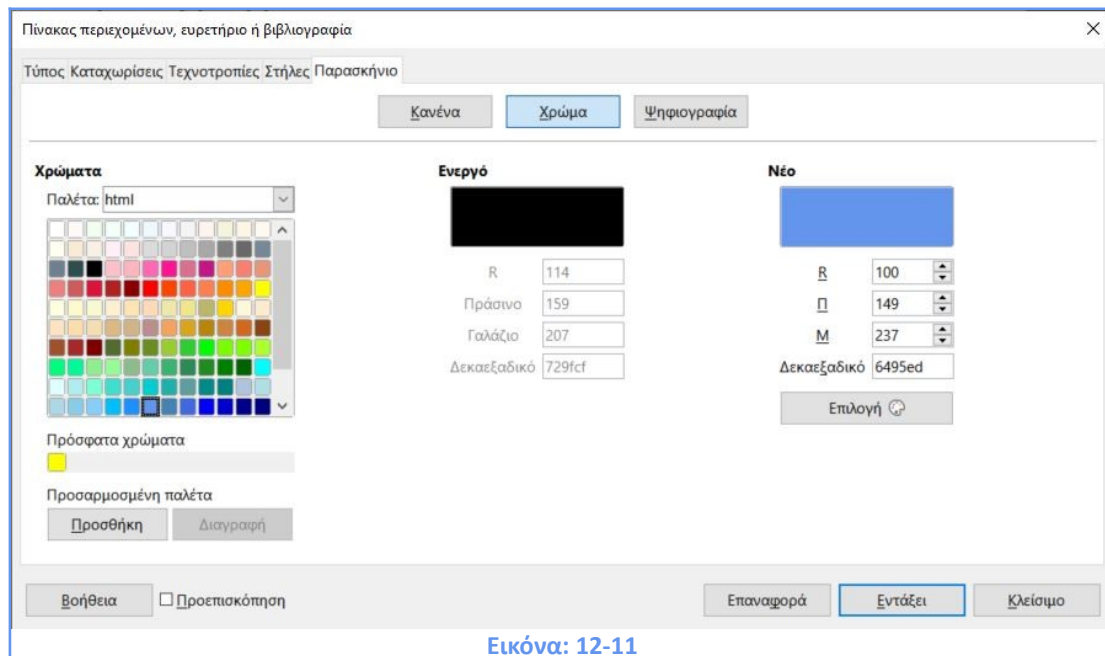 Πίνακας περιεχομένων, ευρετήριο ή βιβλιογραφία
Τύπος Καταχωρίσεις Τεχνοτροπίες Στήλες Παρασκήνιο
Κανένα Χρώμα Ψηφιογραφία
Χρώματα Ενεργό Νέο
Παλέτα: html
R 114 R 100
Πράσινο 159 Π 149
Γαλάζιο 207 Μ 237
Δεκαεξαδικό 729fcf Δεκαεξαδικό 6495ed
Επιλογή
Πρόσφατα χρώματα
Προσαρμοσμένη παλέτα
Προσθήκη Διαγραφή
Βοήθεια Προεπισκόπηση Επαναφορά Εντάξει Κλείσιμο
Εικόνα: 12-11